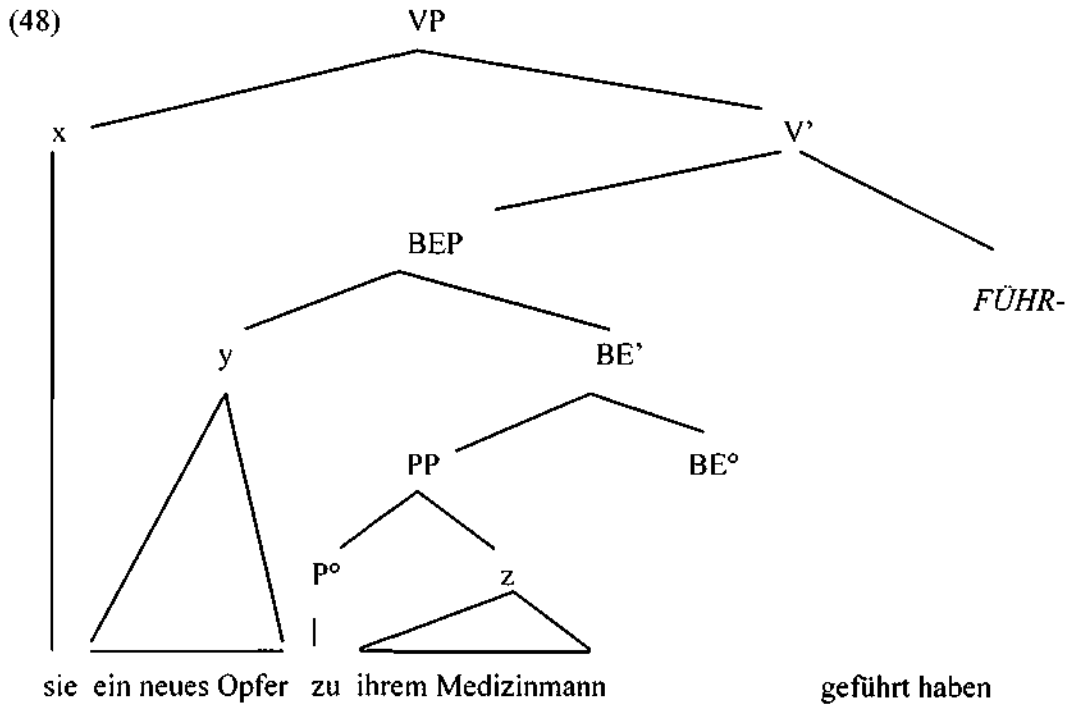 (48) VP
x V'
BEP
FÜHR-
y BE'
PP BE°
P° z
sie ein neues Opfer zu ihrem Medizinmann geführt haben